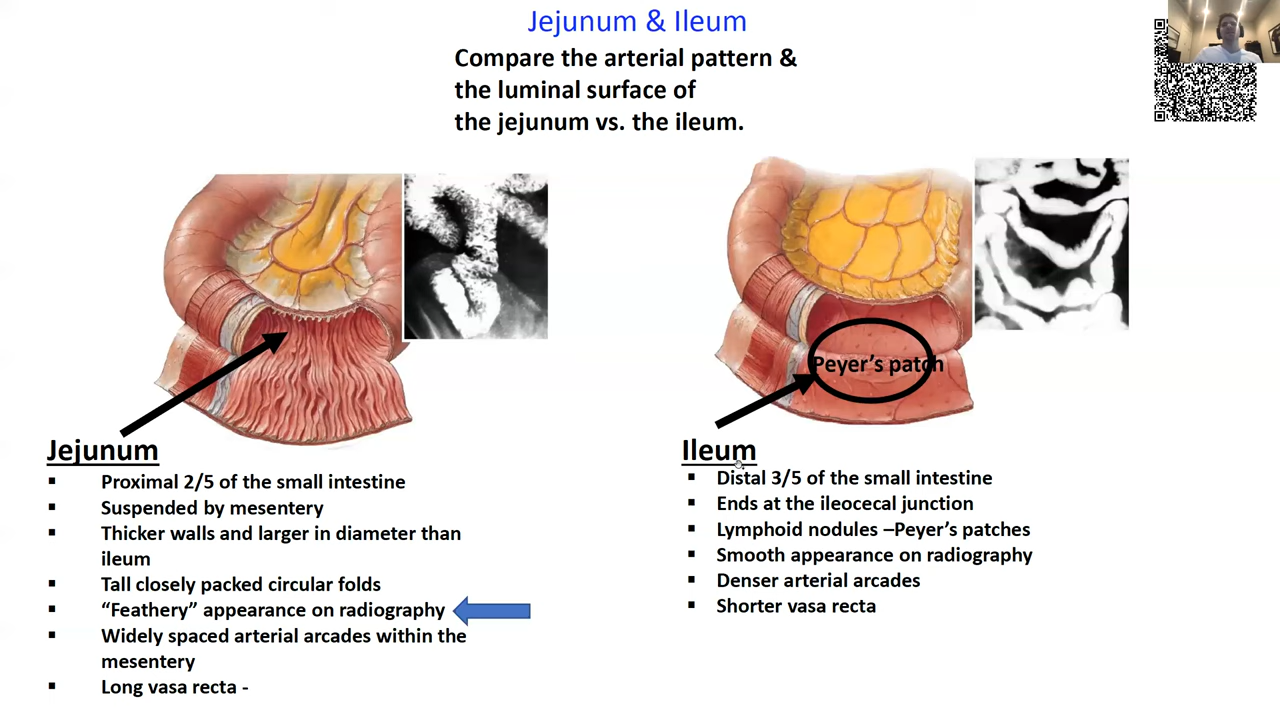 Jejunum & Ileum
Compare the arterial pattern &
the luminal surface of
the jejunum vs. the ileum.
Peyer's patch
Jejunum
▪ Proximal 2/5 of the small intestine
▪ Suspended by mesentery
▪ Thicker walls and larger in diameter than
ileum
▪ Tall closely packed circular folds
▪ “Feathery” appearance on radiography
▪ Widely spaced arterial arcades within the
mesentery
▪ Long vasa recta -
Ileum
▪ Distal 3/5 of the small intestine
▪ Ends at the ileocecal junction
▪ Lymphoid nodules –Peyer’s patches
▪ Smooth appearance on radiography
▪ Denser arterial arcades
▪ Shorter vasa recta